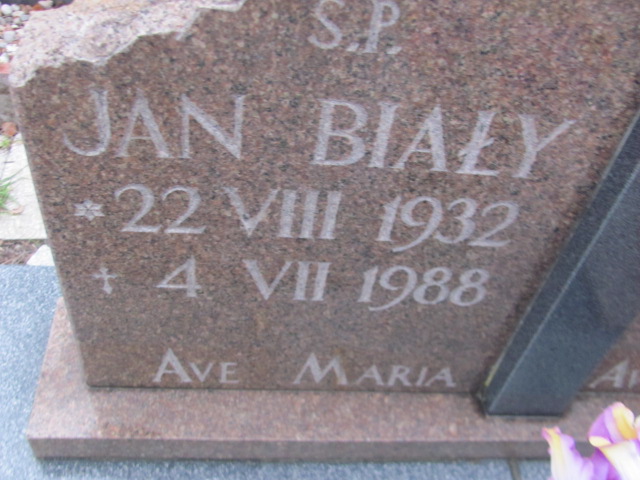 Ś.P.
JAN BIAŁY
* 22 VIII 1932
† 4 VII 1988
AVE MARIA